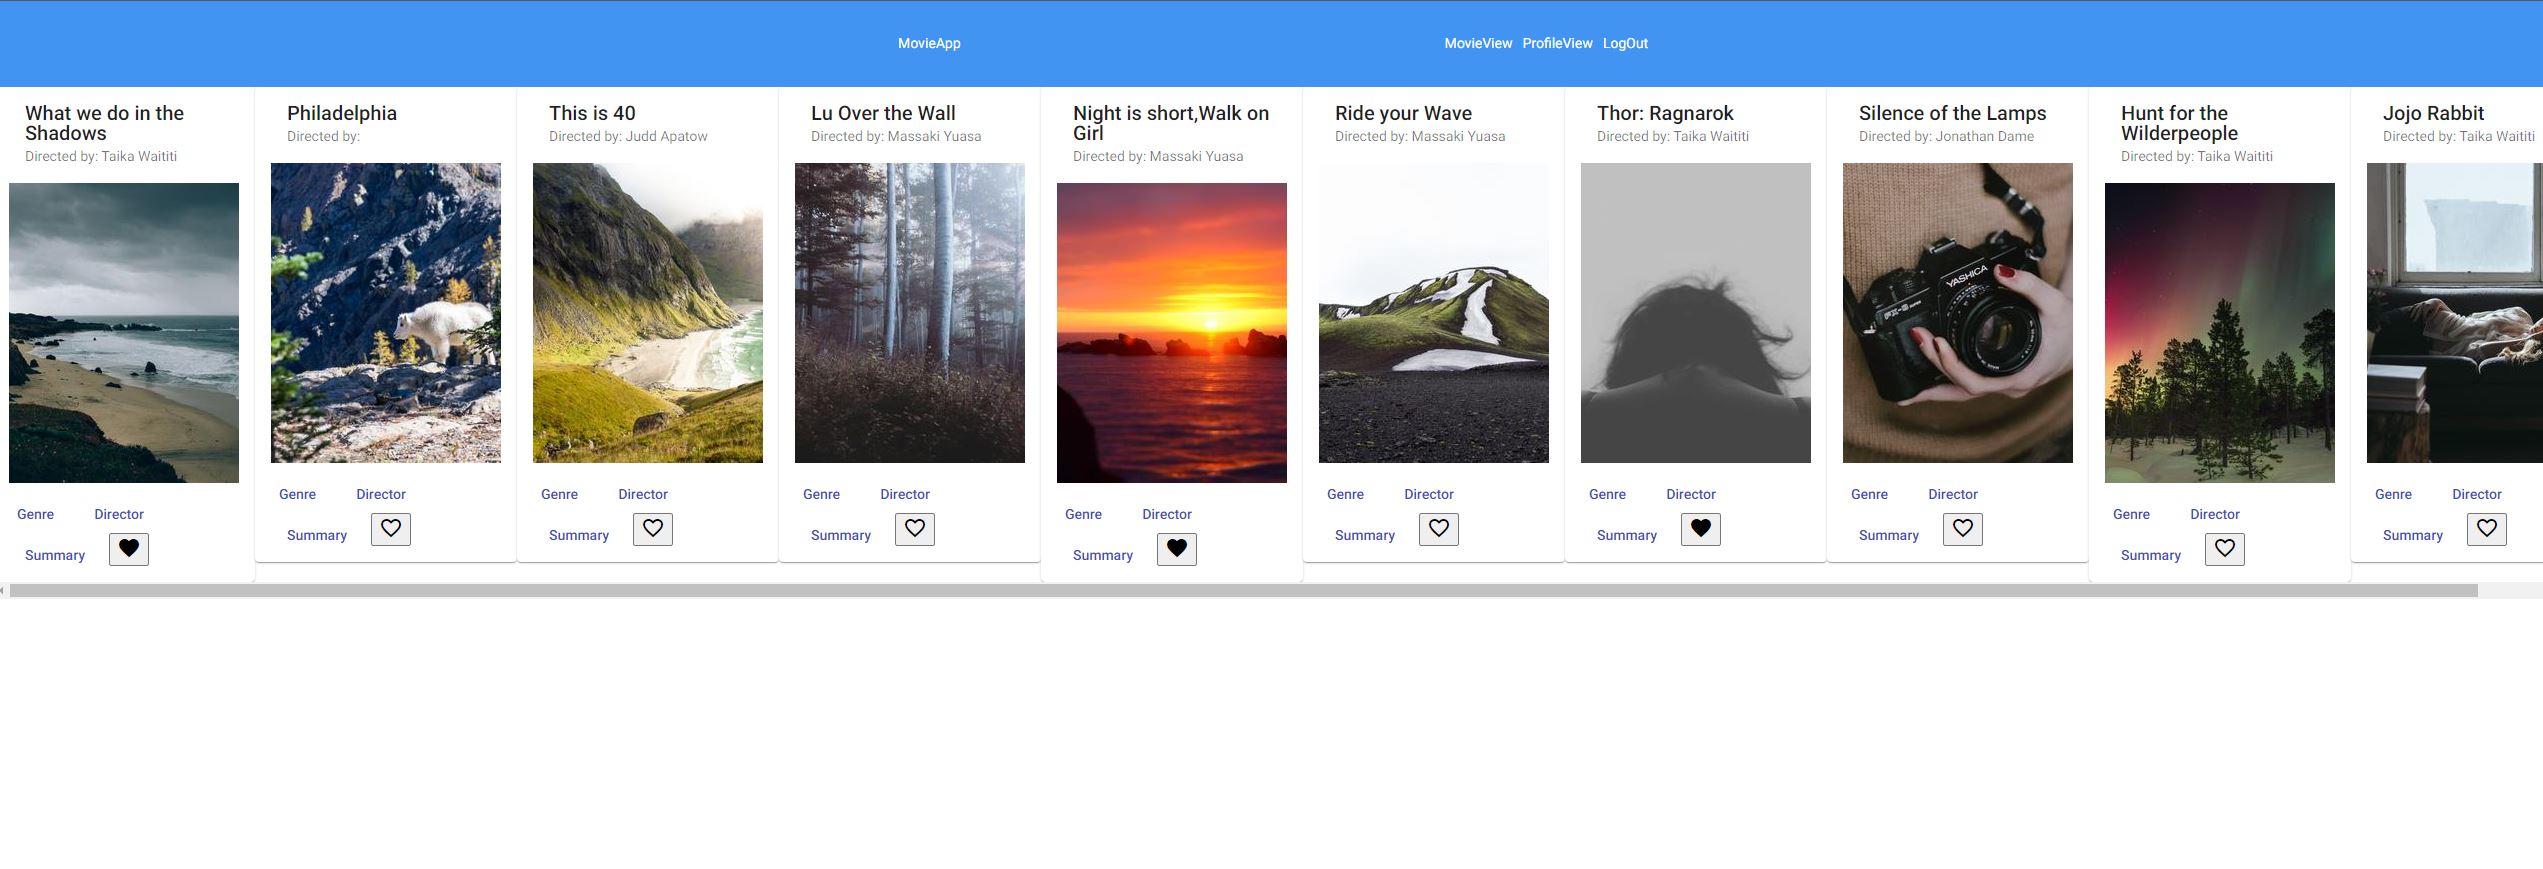 MovieApp
MovieView ProfileView LogOut
What we do in the
Shadows
Directed by: Taika Waititi
Genre Director
Summary
Philadelphia
Directed by:
Genre Director
Summary
This is 40
Directed by: Judd Apatow
Genre Director
Summary
Lu Over the Wall
Directed by: Massaki Yuasa
Genre Director
Summary
Night is short,Walk on
Girl
Directed by: Massaki Yuasa
Genre Director
Summary
Ride your Wave
Directed by: Massaki Yuasa
Genre Director
Summary
Thor: Ragnarok
Directed by: Taika Watititi
Genre Director
Summary
Silence of the Lamps
Directed by: Jonathan Dame
YASHICA
Genre Director
Summary
Hunt for the
Wilderpeople
Directed by: Taika Waititi
Genre Director
Summary
Jojo Rabbit
Directed by: Taika Waititi
Genre Director
Summary